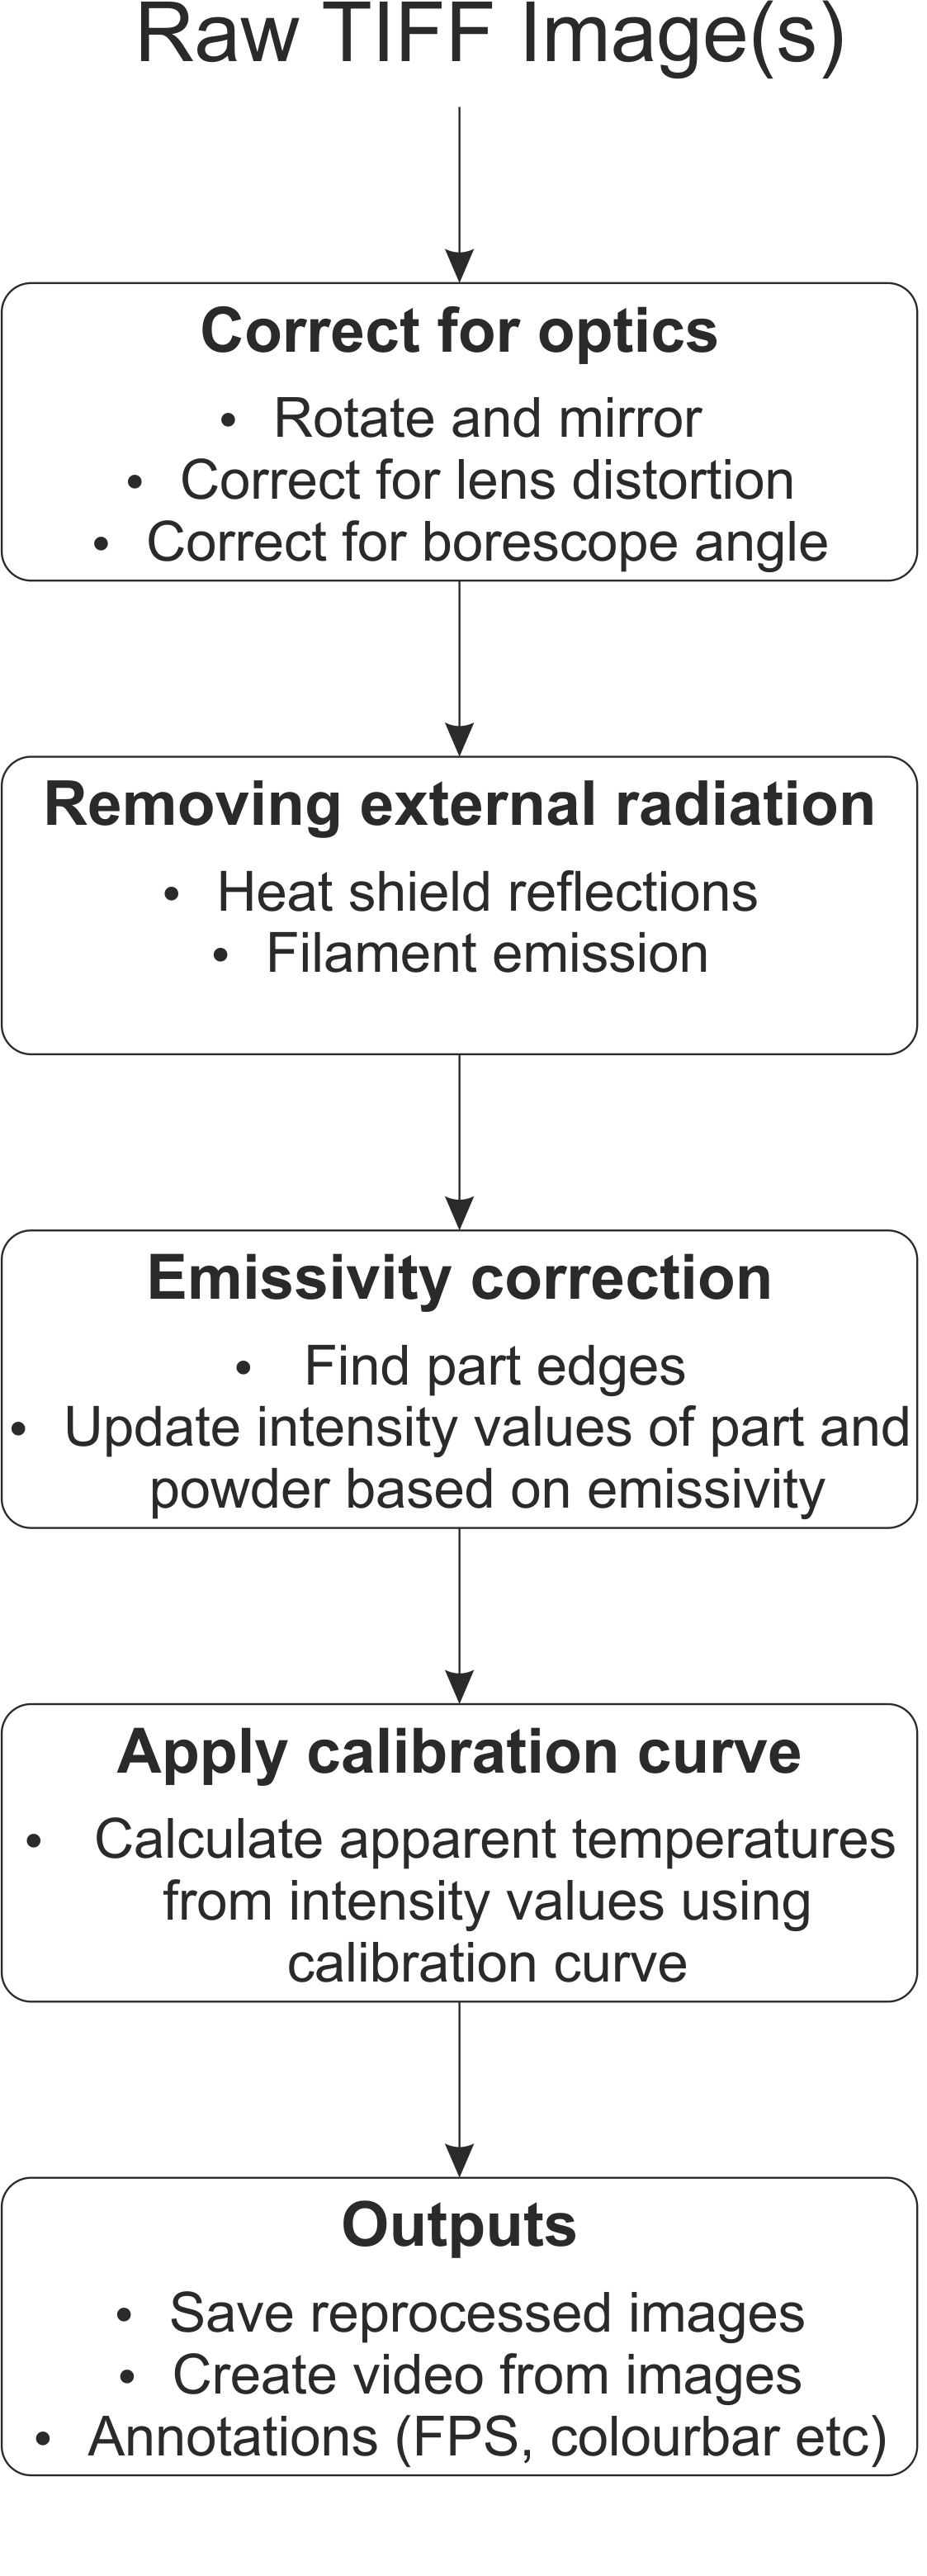 Raw TIFF Image(s)
Correct for optics
• Rotate and mirror
• Correct for lens distortion
• Correct for borescope angle
Removing external radiation
• Heat shield reflections
• Filament emission
Emissivity correction
• Find part edges
• Update intensity values of part and
powder based on emissivity
Apply calibration curve
• Calculate apparent temperatures
from intensity values using
calibration curve
Outputs
• Save reprocessed images
• Create video from images
• Annotations (FPS, colourbar etc)